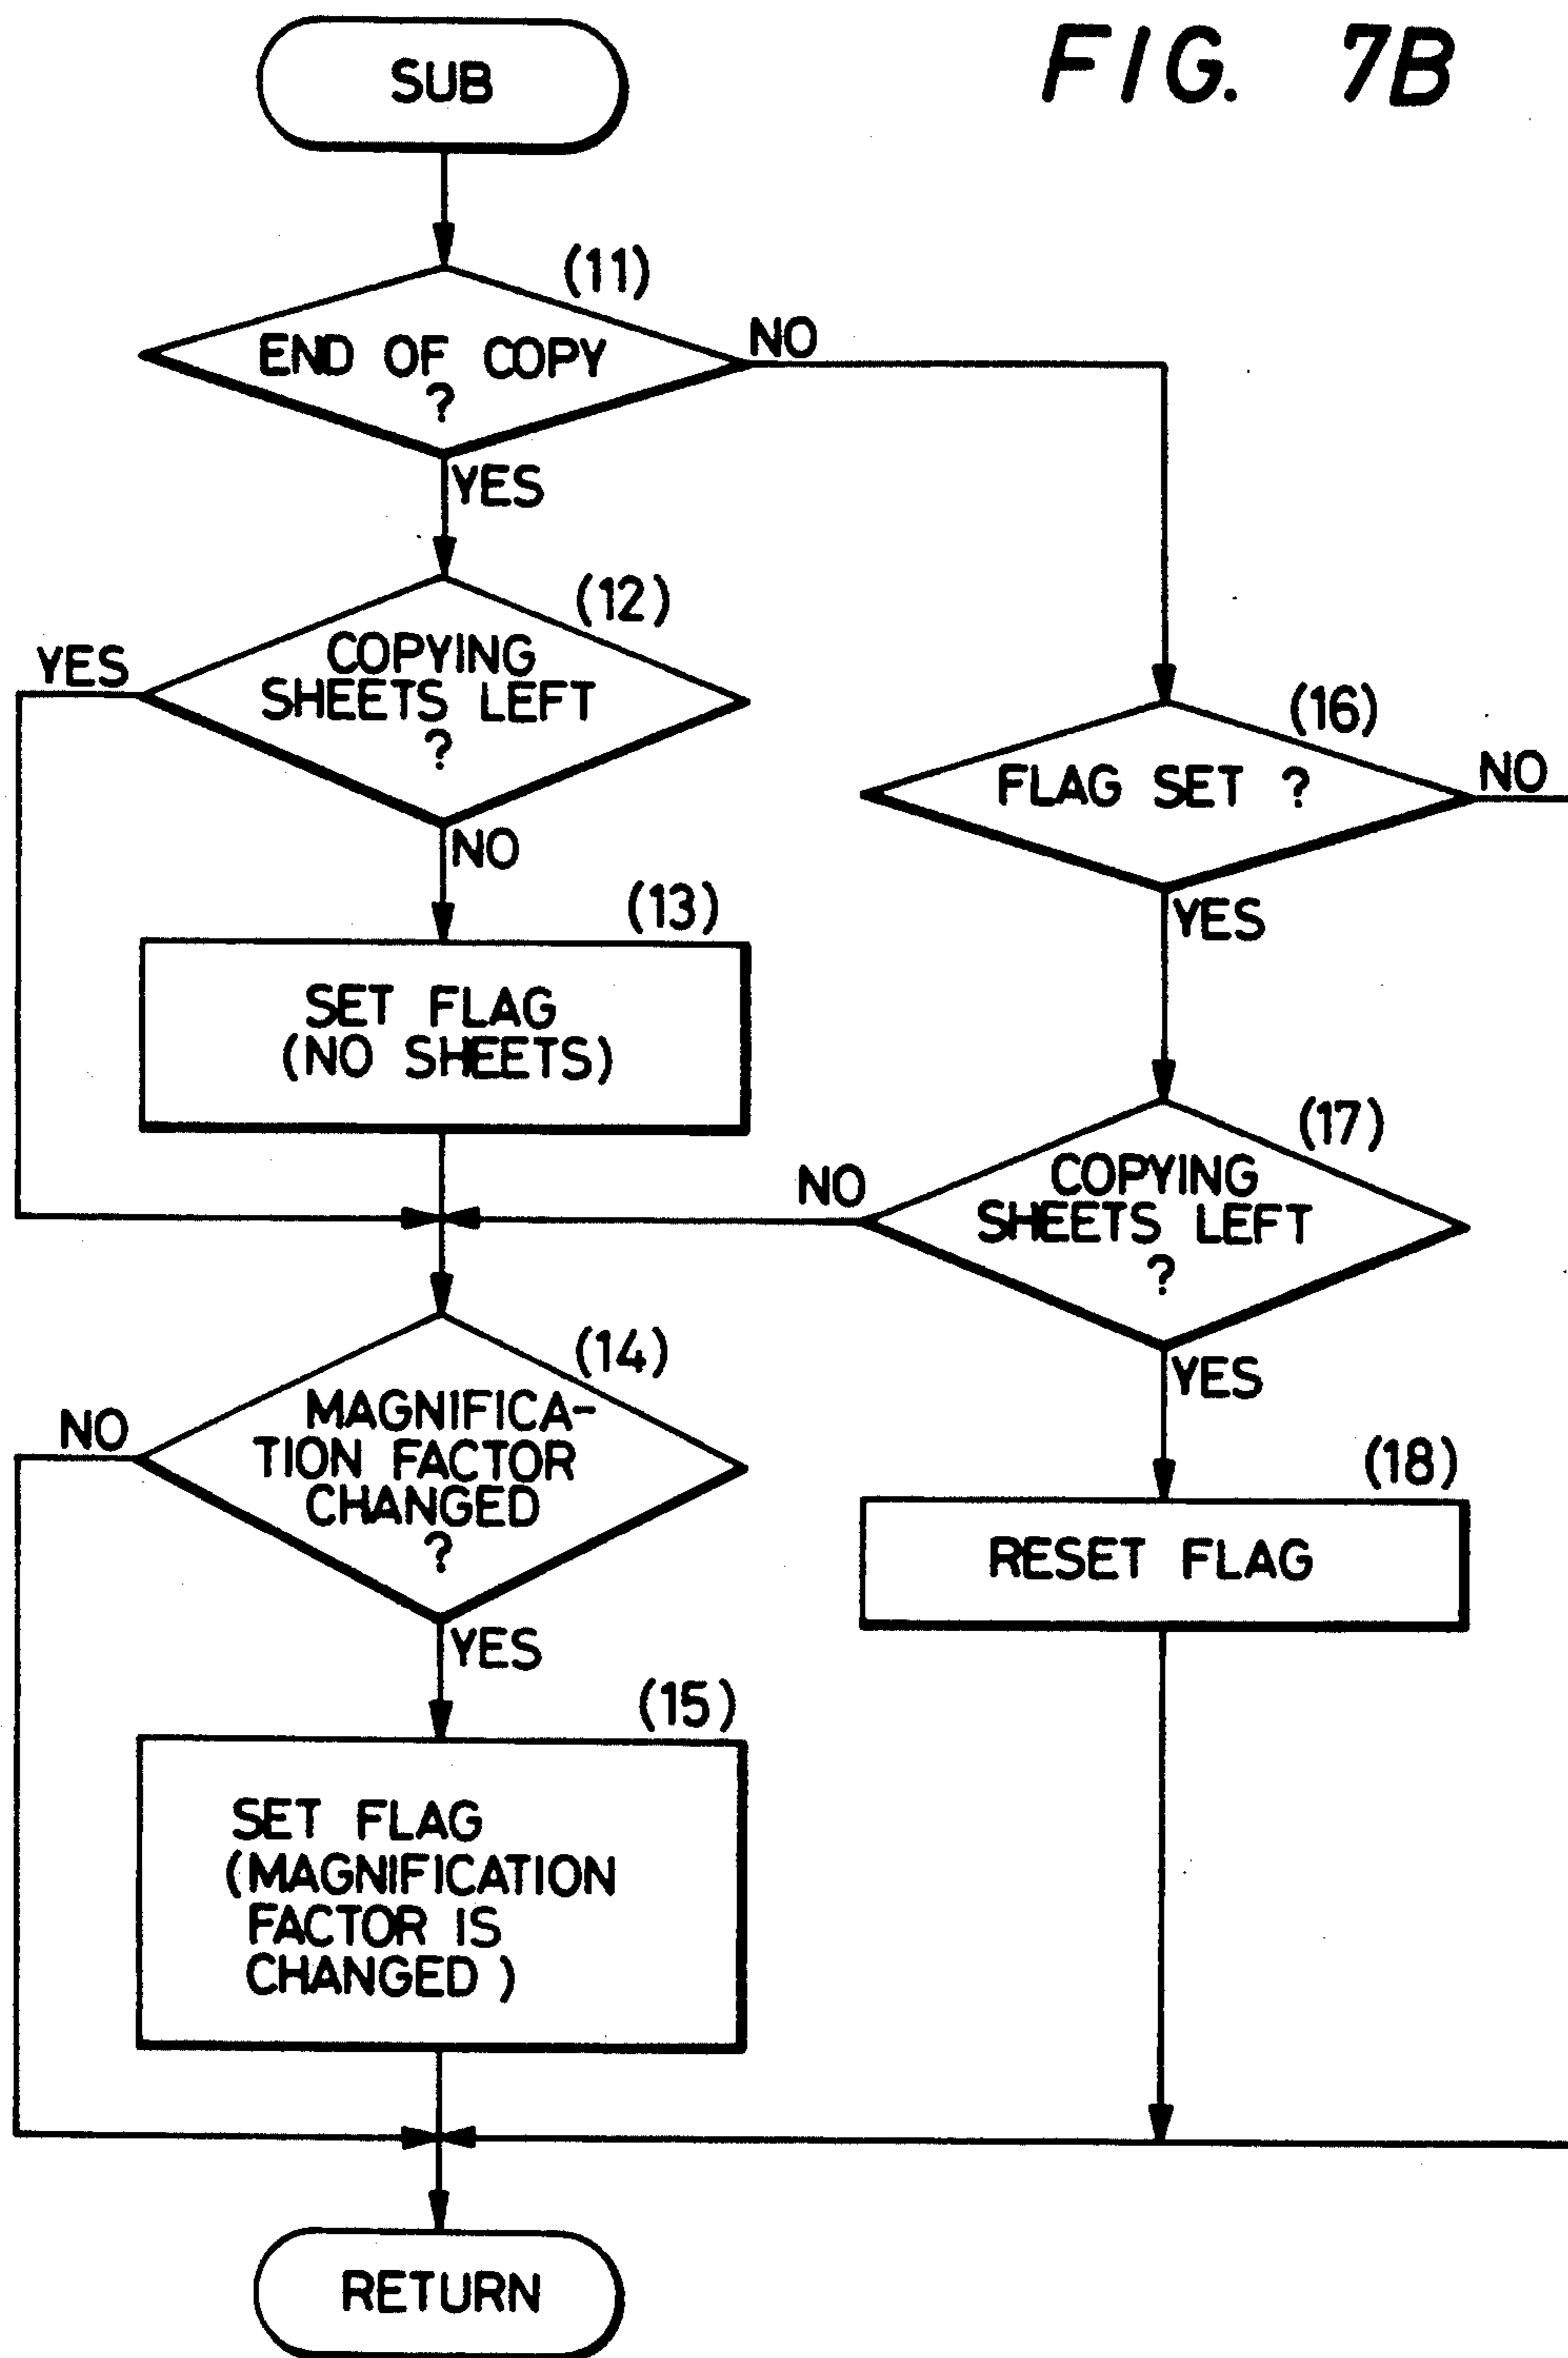 FIG. 7B
SUB
(11)
END OF COPY
?
NO
YES
(12)
COPYING
SHEETS LEFT
?
YES
NO
(13)
SET FLAG
(NO SHEETS)
(14)
MAGNIFICA-
TION FACTOR
CHANGED
?
NO
YES
(15)
SET FLAG
(MAGNIFICATION
FACTOR IS
CHANGED)
RETURN
(16)
FLAG SET ?
NO
YES
(17)
COPYING
SHEETS LEFT
?
NO
YES
(18)
RESET FLAG